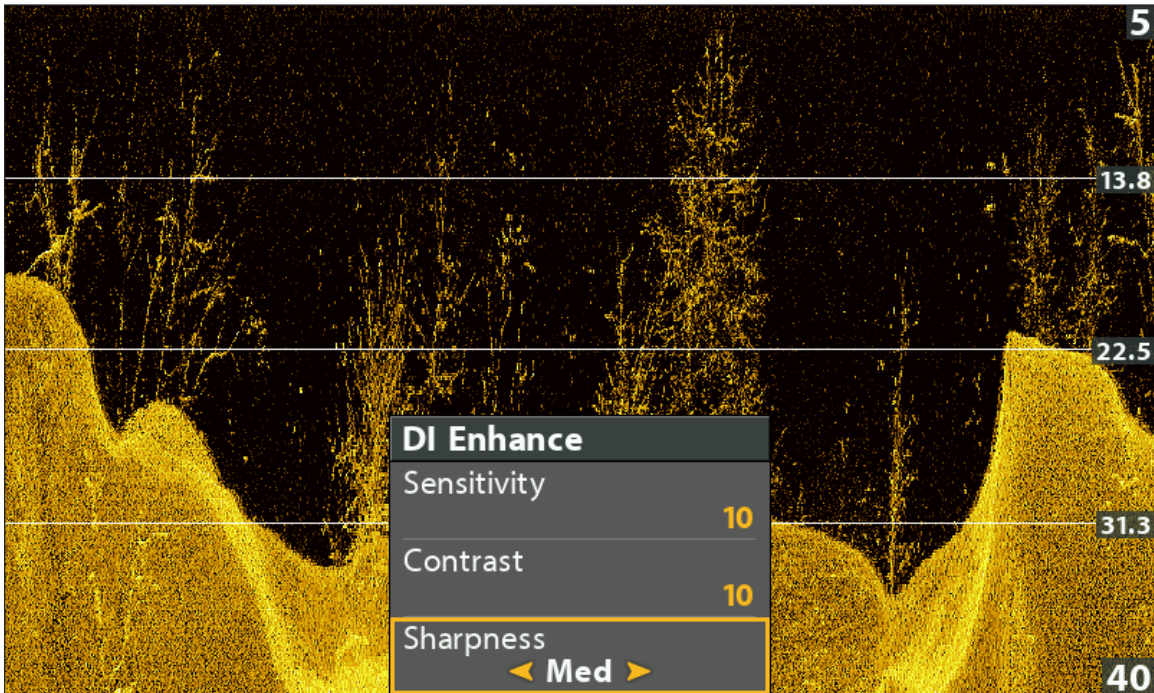 5
13.8
22.5
DI Enhance
Sensitivity
10
31.3
Contrast
10
Sharpness
Med
40